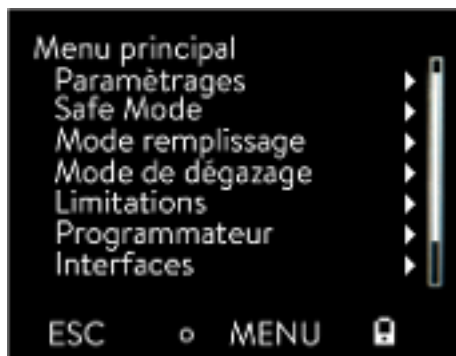 Menu principal
Paramètrages
Safe Mode
Mode remplissage
Mode de dégazage
Limitations
Programmateur
Interfaces
ESC MENU